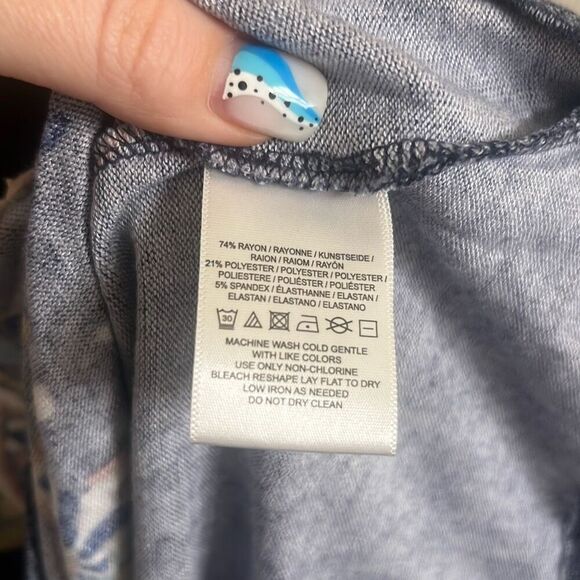 74% RAYON / RAYONNE / KUNSTSEIDE /
RAION / RAIOM / RAYÓN
21% POLYESTER / POLYESTER / POLYESTER /
POLIESTERE / POLIÉSTER / POLIÉSTER
5% SPANDEX / ÉLASTHANNE / ELASTAN /
ELASTAN / ELASTANO / ELASTANO
30
MACHINE WASH COLD GENTLE
WITH LIKE COLORS
USE ONLY NON-CHLORINE
BLEACH RESHAPE LAY FLAT TO DRY
LOW IRON AS NEEDED
DO NOT DRY CLEAN